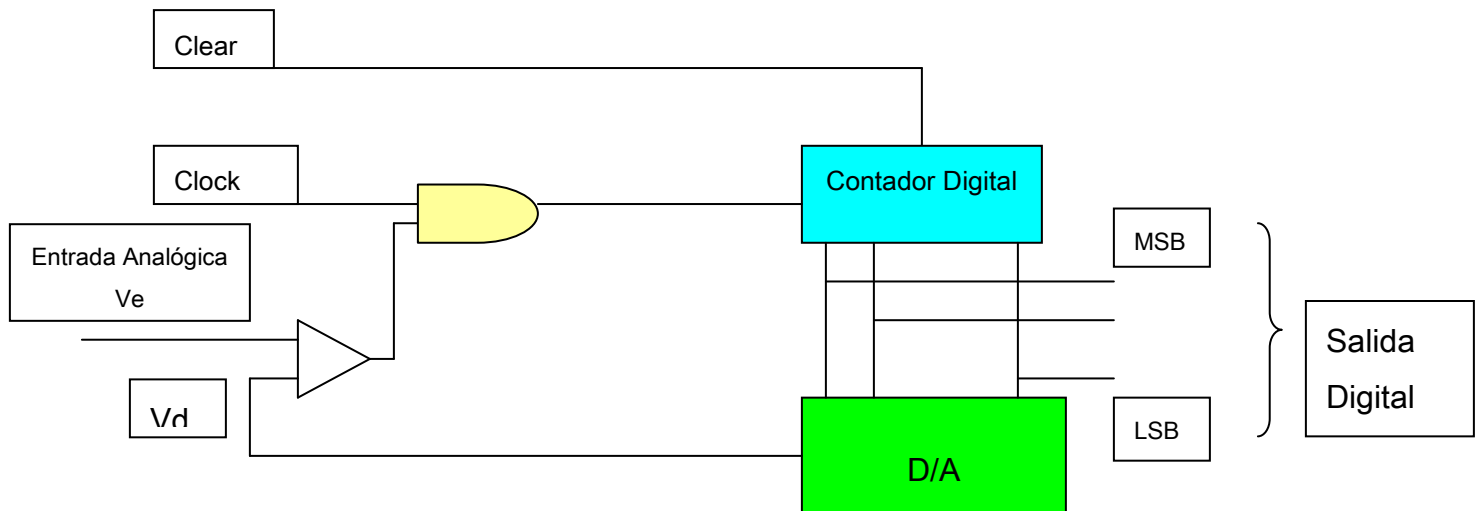 Clear
Clock
Contador Digital
Entrada Analógica
Ve
MSB
Salida
Digital
Vd
LSB
D/A